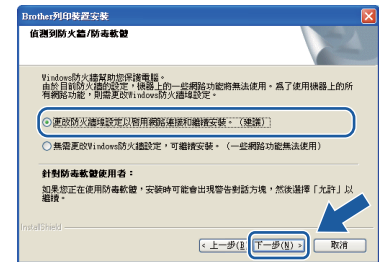 Brother列印裝置安裝
偵測到防火牆/防毒軟體
Windows防火牆幫助您保護電腦。
由於目前防火牆的設定,機器上的一些網路功能將無法使用。為了使用機器上的所
有網路功能,則需更改Windows防火牆設定。
更改防火牆埠設定以啓用網路連接和繼續安裝。(建議)
無需更改Windows防火牆設定,可繼續安裝。(一些網路功能無法使用)
針對防毒軟體使用者:
如果您正在使用防毒軟體,安裝時可能會出現警告對話方塊,然後選擇「允許」以
繼續。
InstallShield
< 上一步(B
下一步(N) >
取消